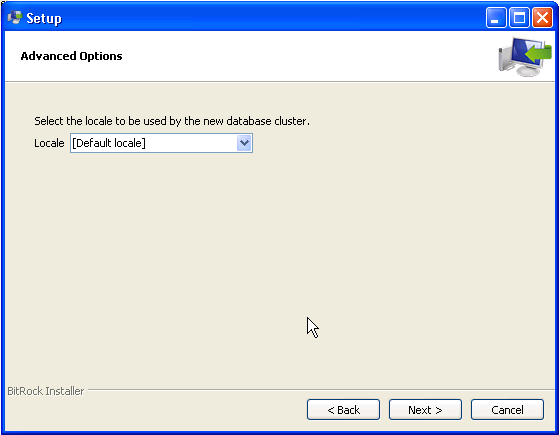 Setup
Advanced Options
Select the locale to be used by the new database cluster.
Locale [Default locale]
BitRock Installer
< Back Next > Cancel